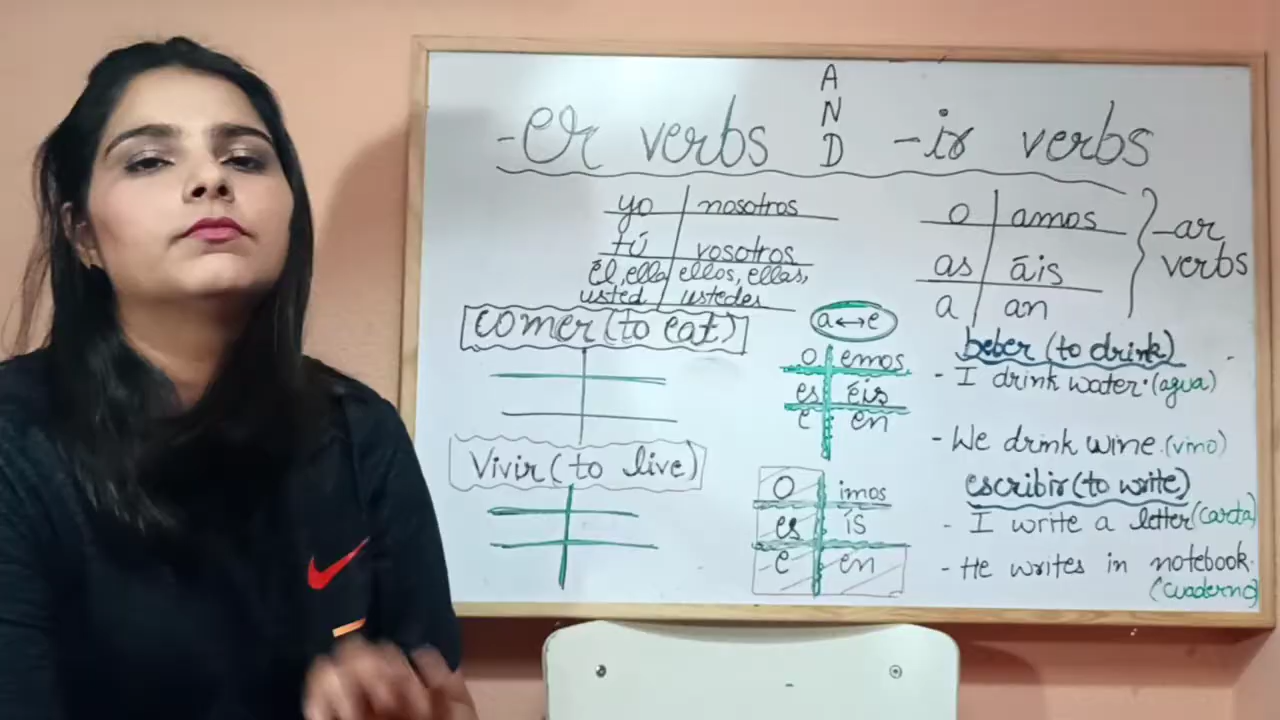 -er verbs AND -ir verbs
yo nosotros
tú vosotros
Él, ella ellos, ellas,
usted ustedes
o amos
as áis
a an
-ar
verbs
comer (to eat)
a↔e
o emos
es éis
e en
beber (to drink)
- I drink water. (agua)
- We drink wine. (vino)
Vivir (to live)
o imos
es ís
e en
escribir (to write)
- I write a letter (carta)
- He writes in notebook.
(cuaderno)